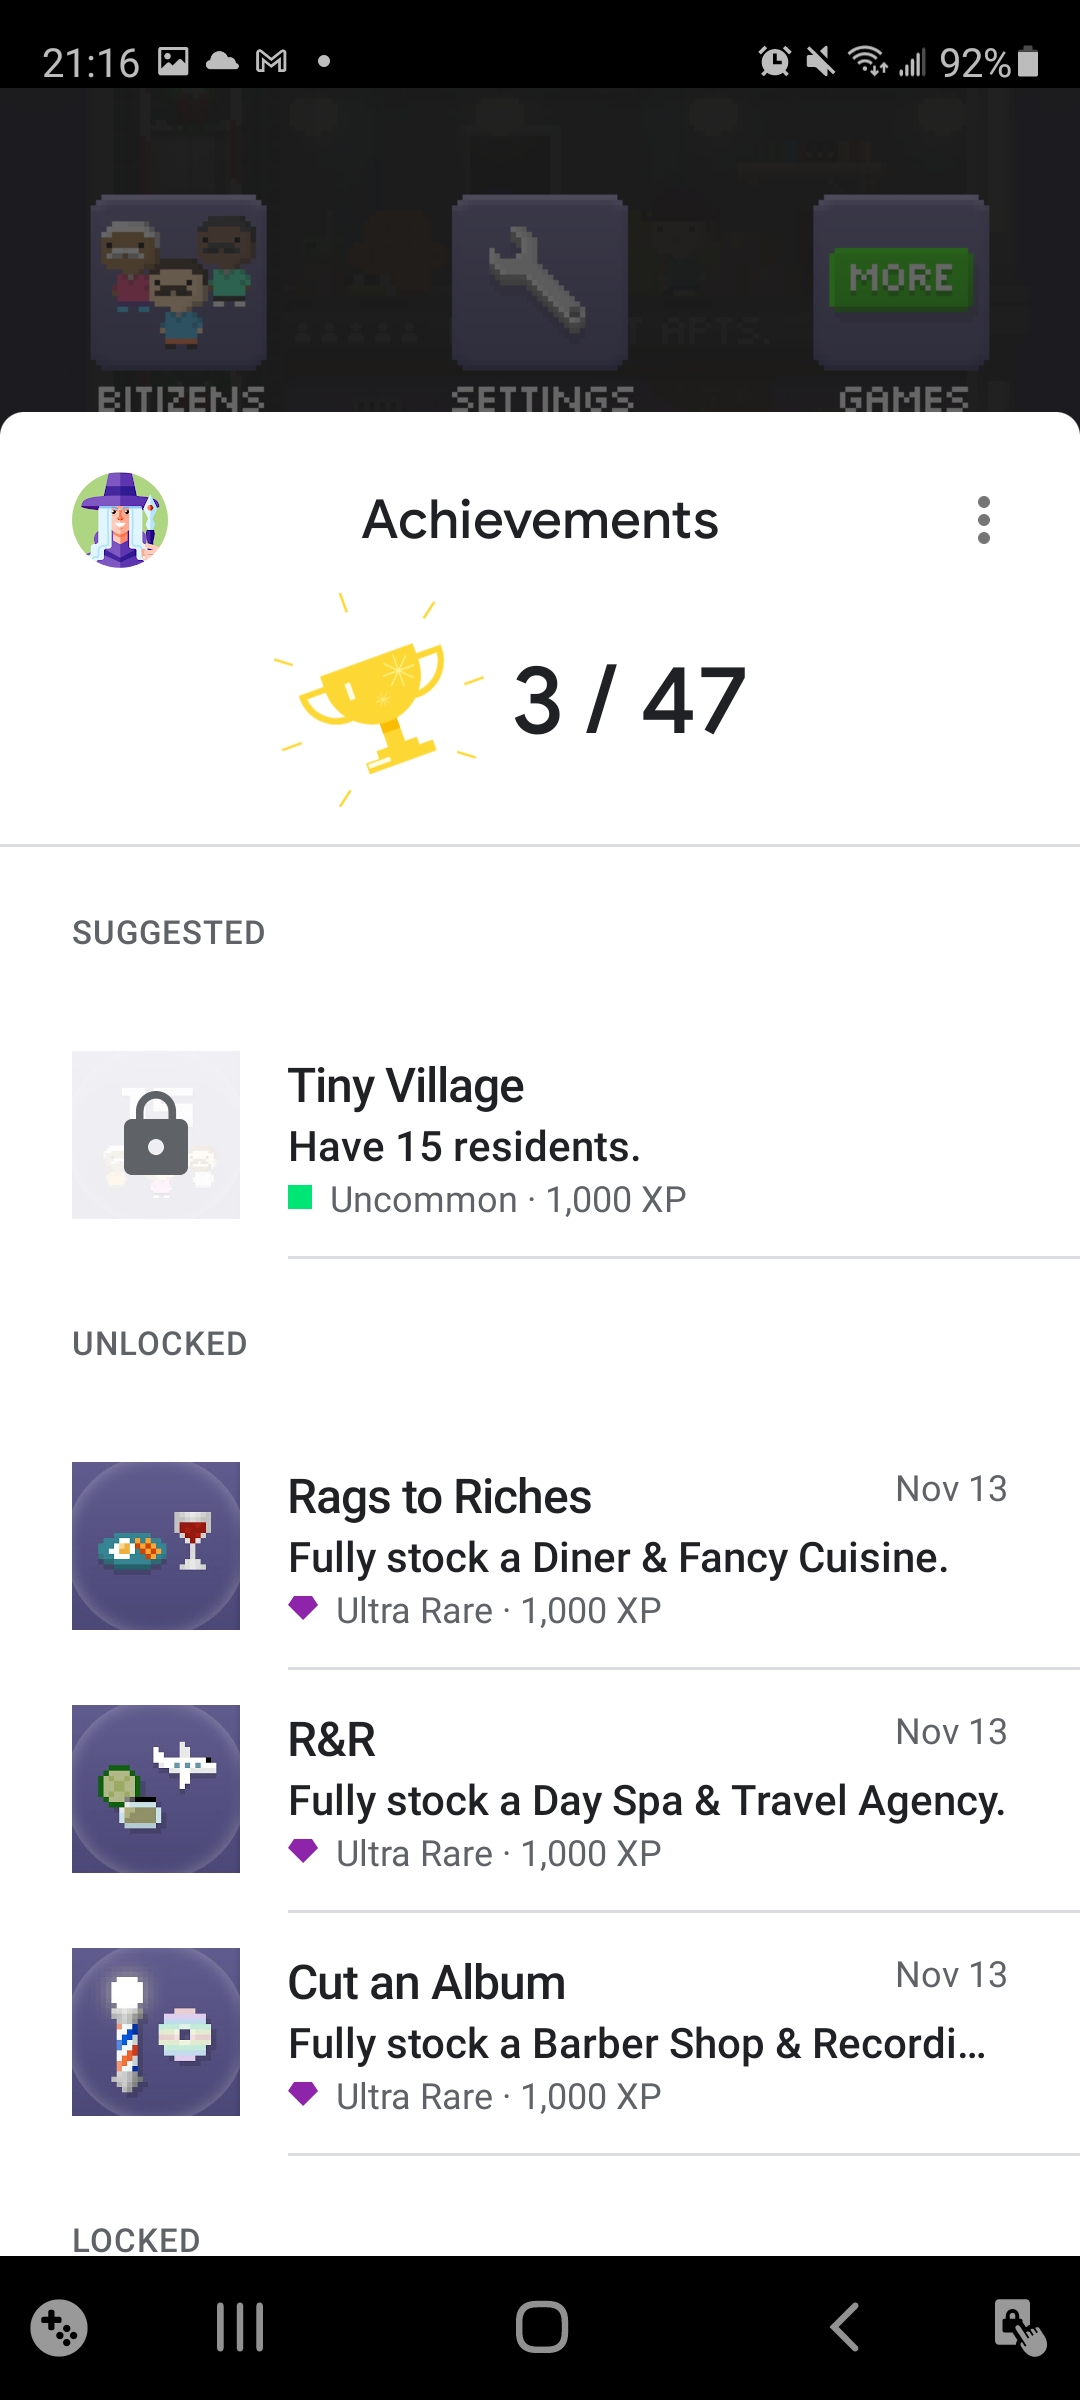 21:16
92%
MORE
T APTS.
BITIZENS
SETTINGS
GAMES
Achievements
3 / 47
SUGGESTED
Tiny Village
Have 15 residents.
Uncommon · 1,000 XP
UNLOCKED
Rags to Riches
Nov 13
Fully stock a Diner & Fancy Cuisine.
Ultra Rare · 1,000 XP
R&R
Nov 13
Fully stock a Day Spa & Travel Agency.
Ultra Rare · 1,000 XP
Cut an Album
Nov 13
Fully stock a Barber Shop & Recordi...
Ultra Rare · 1,000 XP
LOCKED